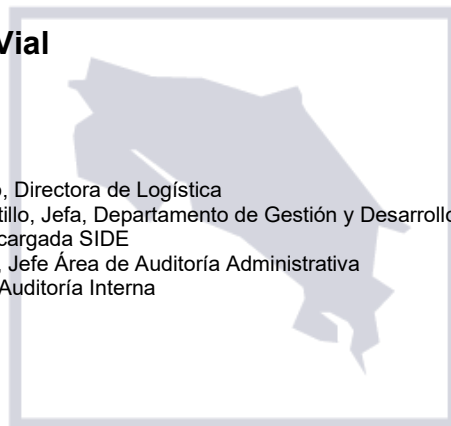 Vial
, Directora de Logística
tillo, Jefa, Departamento de Gestión y Desarrollo
cargada SIDE
, Jefe Área de Auditoría Administrativa
Auditoría Interna